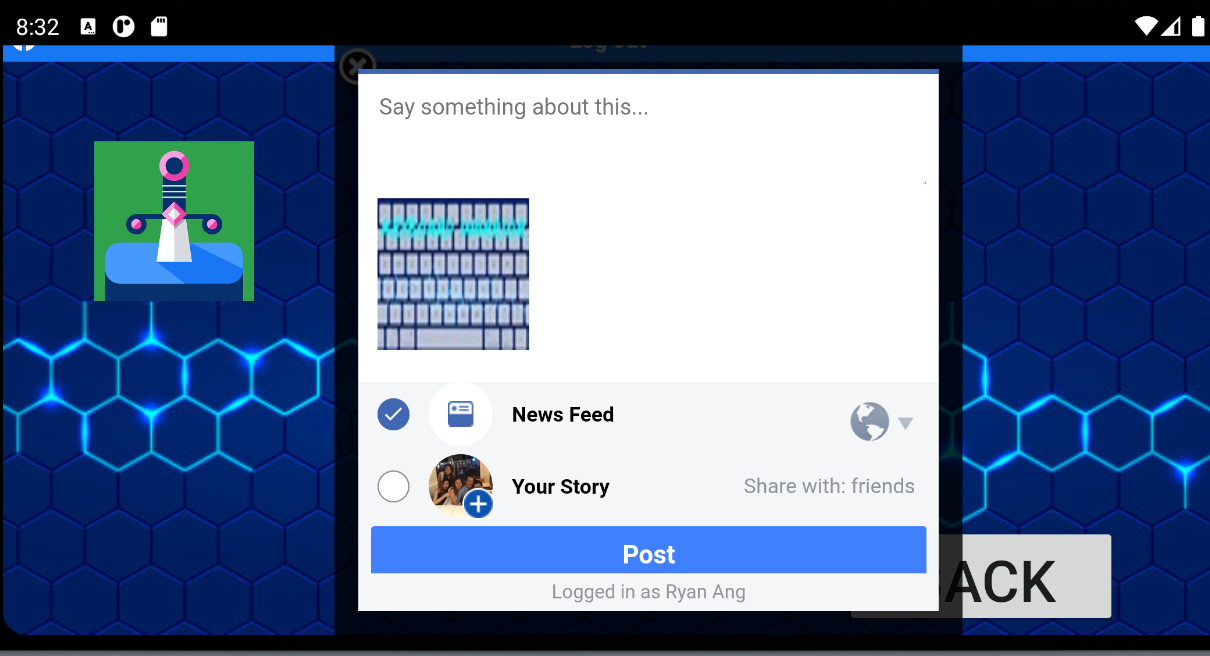 8:32
Log out
Say something about this...
News Feed
Your Story
Share with: friends
Post
ACK
Logged in as Ryan Ang